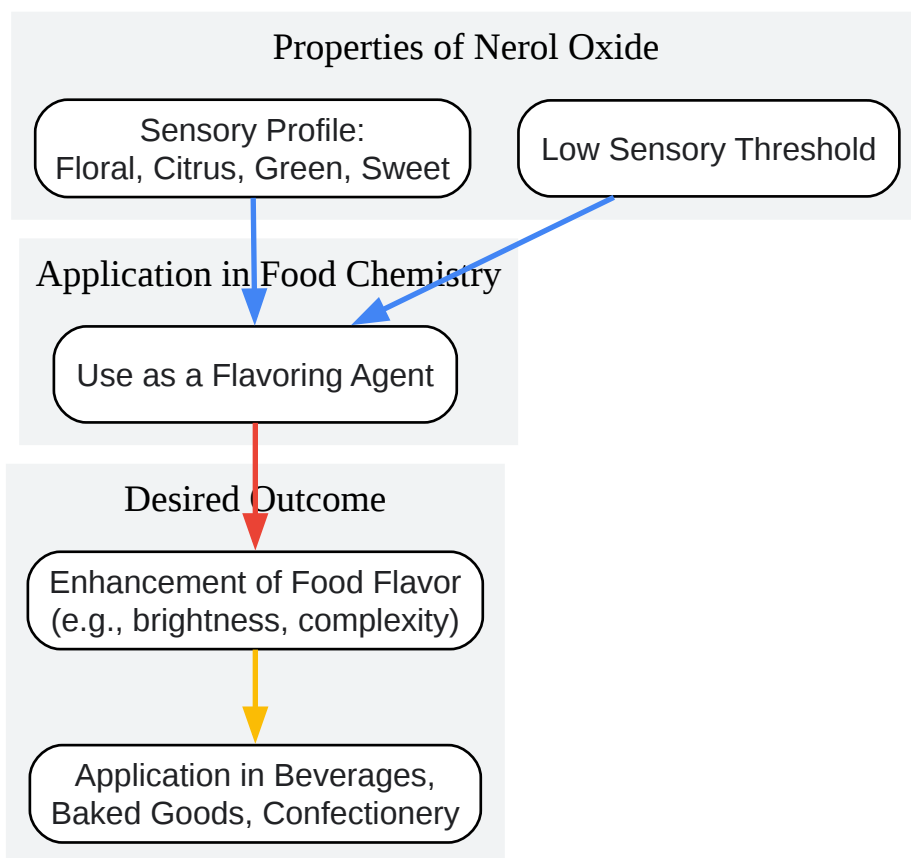 Properties of Nerol Oxide
Sensory Profile:
Floral, Citrus, Green, Sweet
Low Sensory Threshold
Application in Food Chemistry
Use as a Flavoring Agent
Desired Outcome
Enhancement of Food Flavor
(e.g., brightness, complexity)
Application in Beverages,
Baked Goods, Confectionery